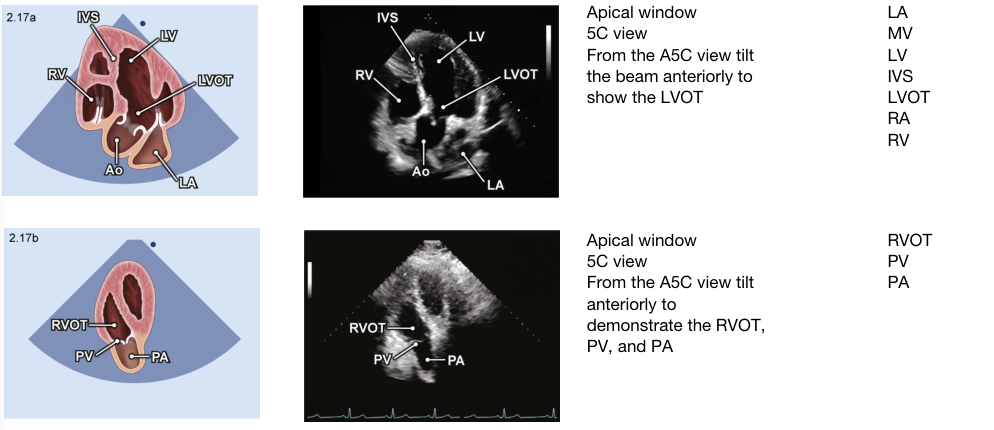 2.17a
IVS
LV
RV
LVOT
Ao
LA
IVS
LV
RV
LVOT
Ao
LA
Apical window
5C view
From the A5C view tilt
the beam anteriorly to
show the LVOT
LA
MV
LV
IVS
LVOT
RA
RV
2.17b
RVOT
PV
PA
RVOT
PV
PA
Apical window
5C view
From the A5C view tilt
anteriorly to
demonstrate the RVOT,
PV, and PA
RVOT
PV
PA